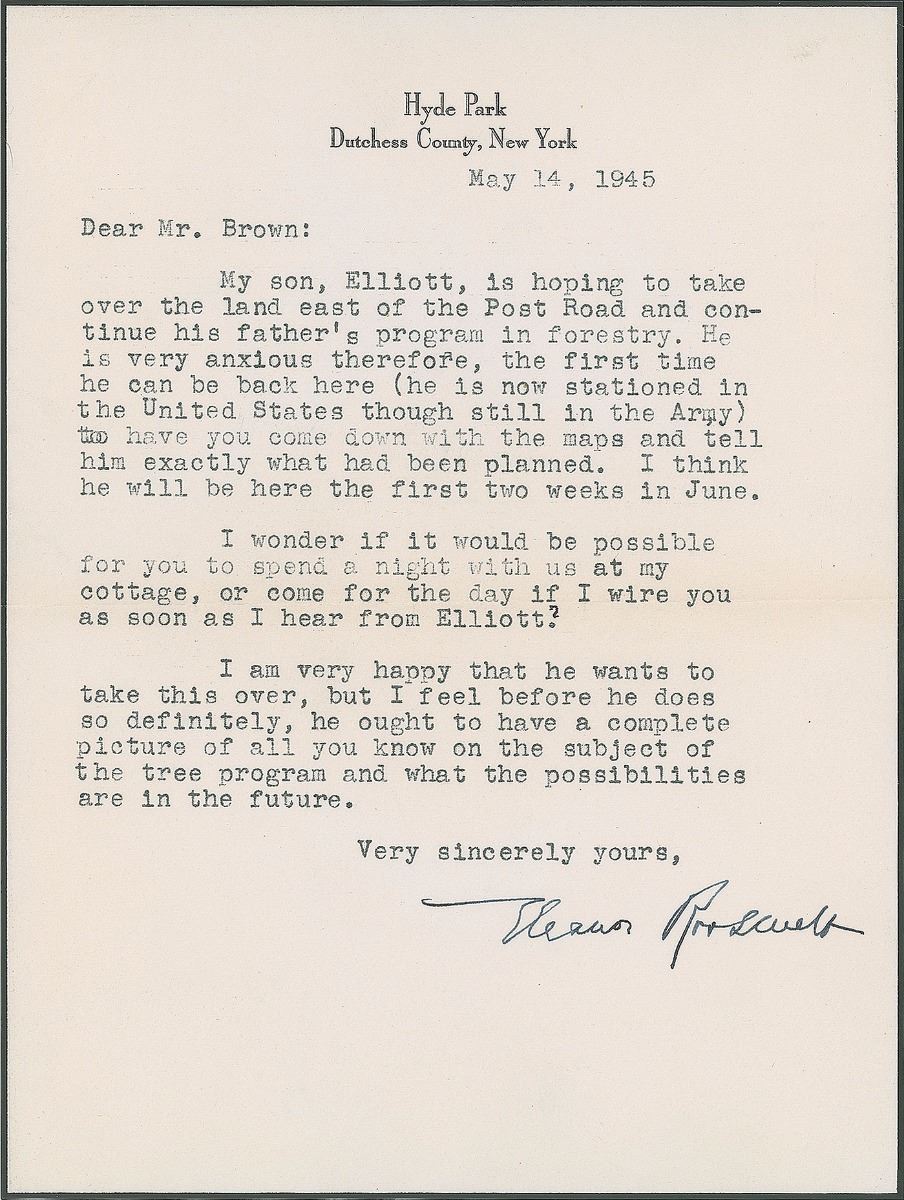 Hyde Park
Dutchess County, New York
May 14, 1945
Dear Mr. Brown:
My son, Elliott, is hoping to take
over the land east of the Post Road and con-
tinue his father's program in forestry. He
is very anxious therefore, the first time
he can be back here (he is now stationed in
the United States though still in the Army)
to have you come down with the maps and tell
him exactly what had been planned. I think
he will be here the first two weeks in June.
I wonder if it would be possible
for you to spend a night with us at my
cottage, or come for the day if I wire you
as soon as I hear from Elliott?
I am very happy that he wants to
take this over, but I feel before he does
so definitely, he ought to have a complete
picture of all you know on the subject of
the tree program and what the possibilities
are in the future.
Very sincerely yours,
Eleanor Roosevelt